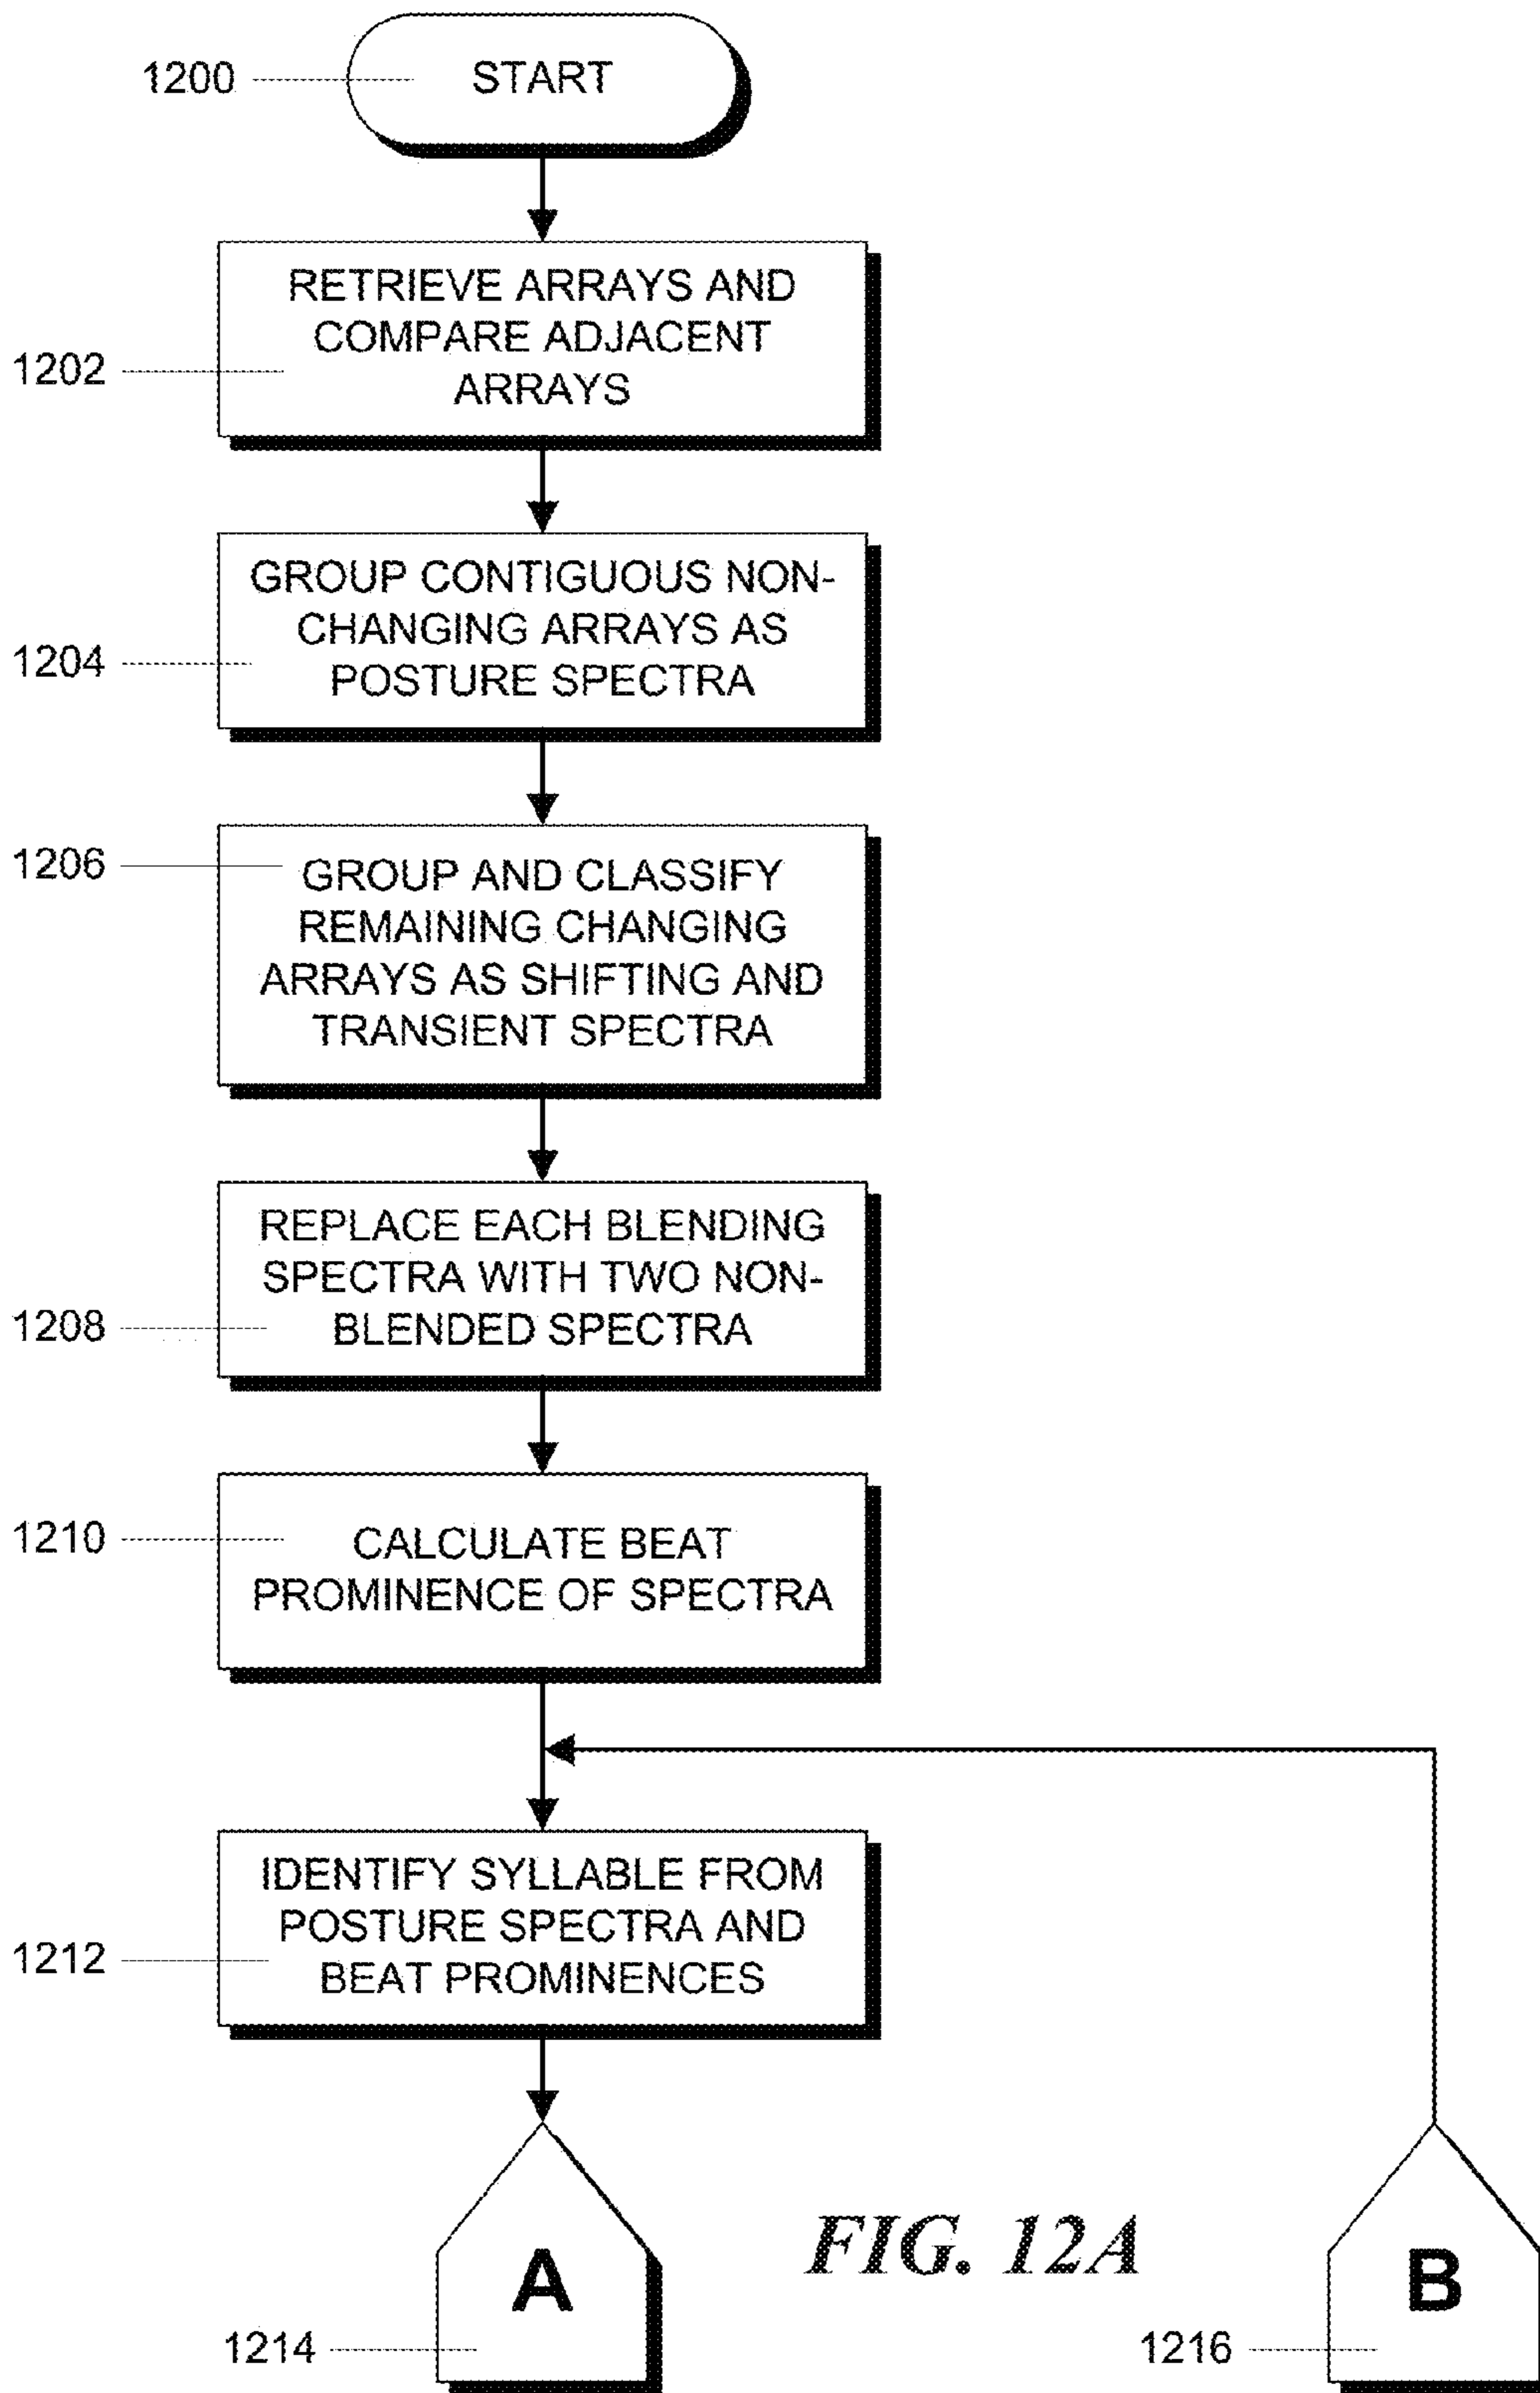 1200
START
RETRIEVE ARRAYS AND
COMPARE ADJACENT
ARRAYS
1202
GROUP CONTIGUOUS NON-
CHANGING ARRAYS AS
POSTURE SPECTRA
1204
1206
GROUP AND CLASSIFY
REMAINING CHANGING
ARRAYS AS SHIFTING AND
TRANSIENT SPECTRA
REPLACE EACH BLENDING
SPECTRA WITH TWO NON-
BLENDED SPECTRA
1208
1210
CALCULATE BEAT
PROMINENCE OF SPECTRA
IDENTIFY SYLLABLE FROM
POSTURE SPECTRA AND
BEAT PROMINENCES
1212
A
1214
FIG. 12A
B
1216